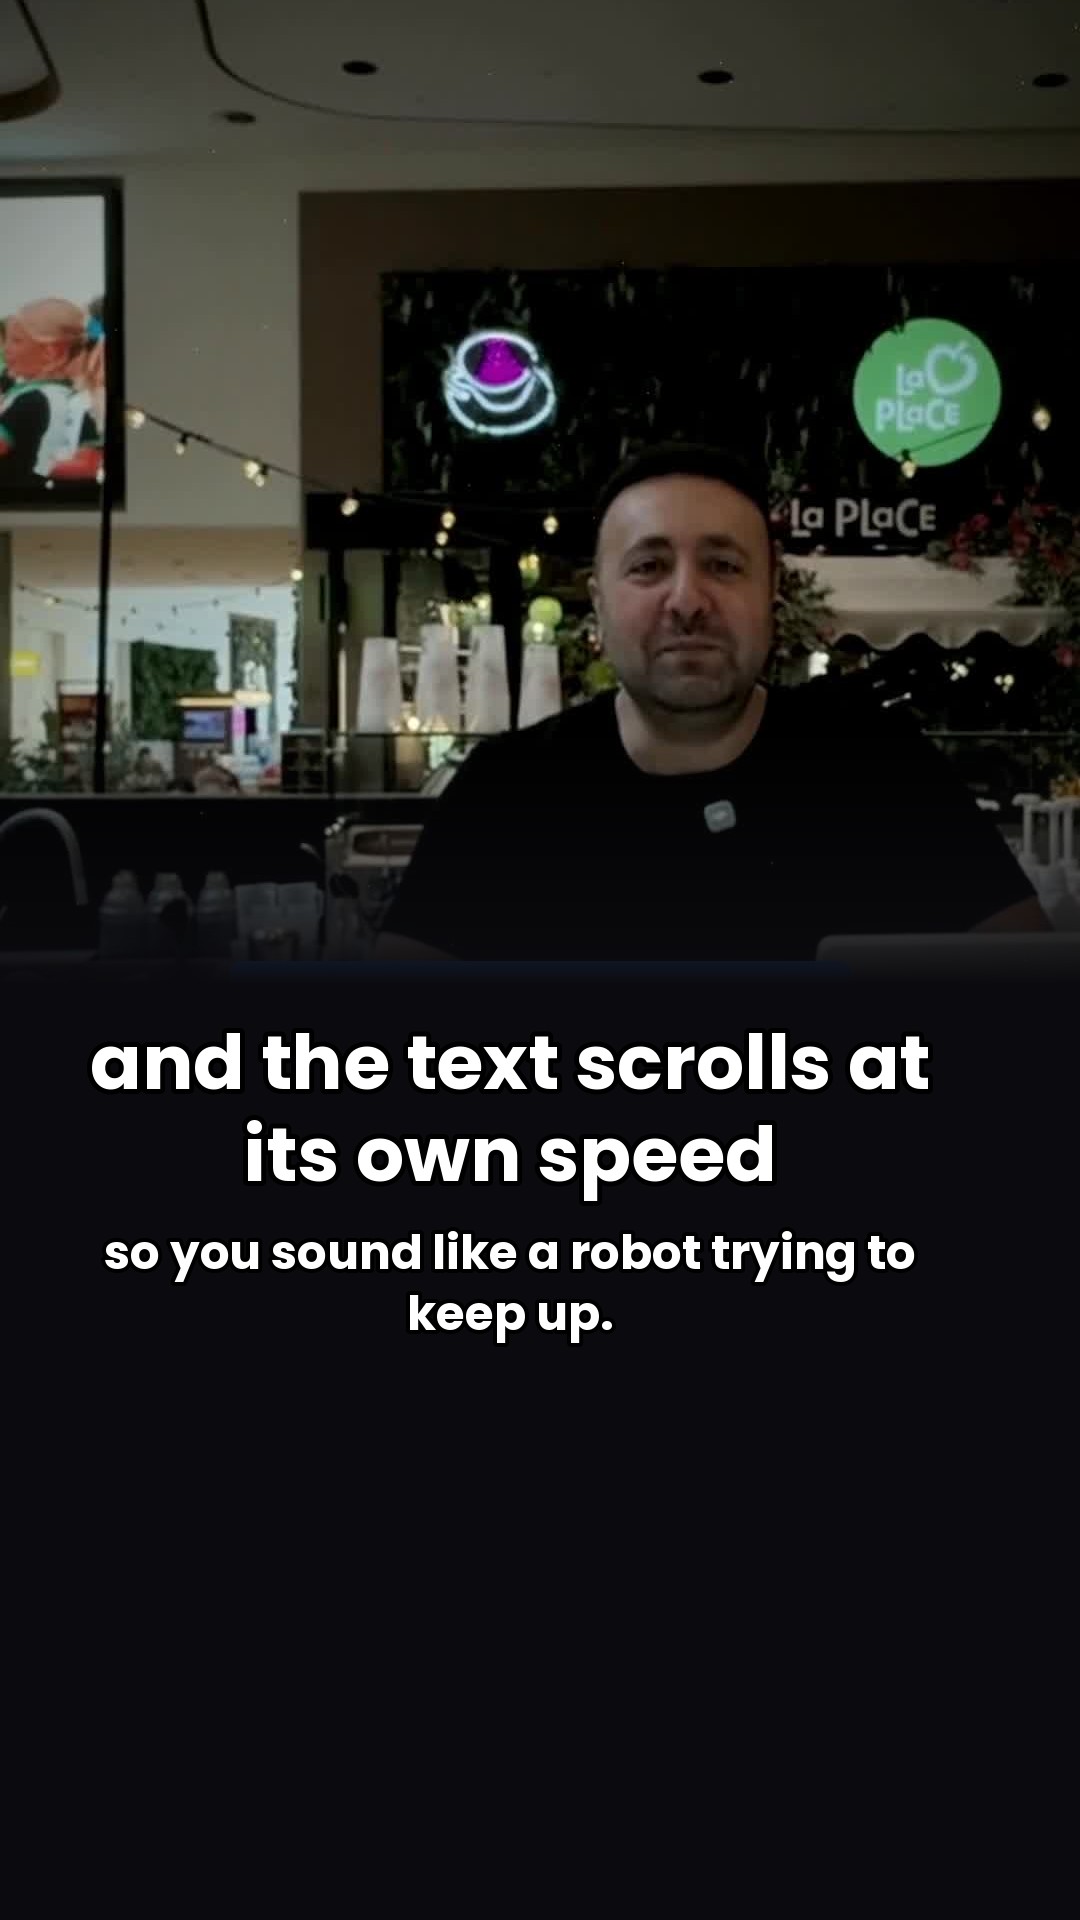 La
PLaCE
La PLaCE
and the text scrolls at
its own speed
so you sound like a robot trying to
keep up.